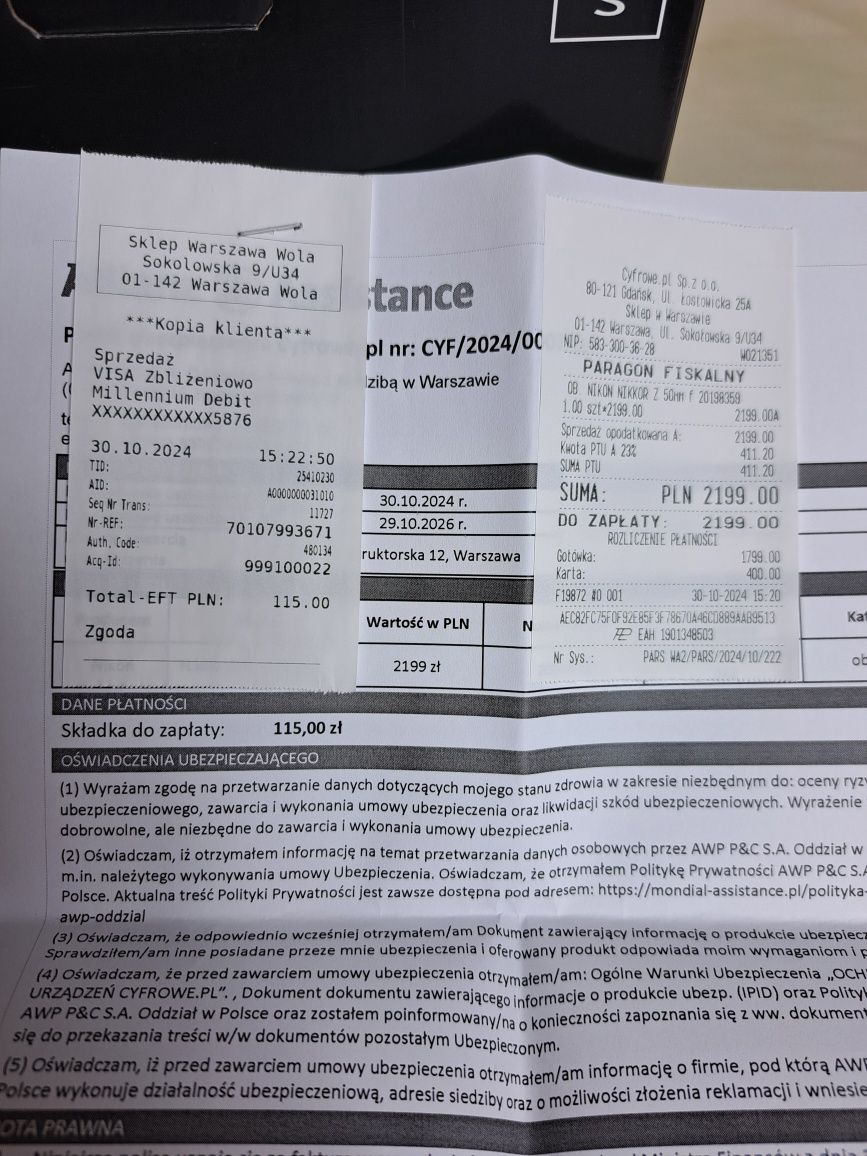 S
Sklep Warszawa Wola
Sokolowska 9/U34
01-142 Warszawa Wola
***Kopia klienta***
Sprzedaż
VISA Zbliżeniowo
Millennium Debit
XXXXXXXXXXXX5876
30.10.2024 15:22:50
TID: 25410230
AID: A0000000031010
Seq Nr Trans: 11727
Nr-REF: 70107993671
Auth. Code: 480134
Acq-Id: 999100022
Total-EFT PLN: 115.00
Zgoda
Cyfrowe.pl Sp. z o.o.
80-121 Gdańsk, Ul. Łostowicka 25A
Sklep w Warszawie
01-142 Warszawa, Ul. Sokołowska 9/U34
NIP: 583-300-36-28 W021351
PARAGON FISKALNY
OB. NIKON NIKKOR Z 50MM f 20198359
1.00 szt*2199.00 2199.00A
Sprzedaż opodatkowana A: 2199.00
Kwota PTU A 23% 411.20
SUMA PTU 411.20
SUMA: PLN 2199.00
DO ZAPŁATY: 2199.00
ROZLICZENIE PŁATNOŚCI
Gotówka: 1799.00
Karta: 400.00
F19872 #0 001 30-10-2024 15:20
EAH 1901348503
Nr Sys.: PARS WA2/PARS/2024/10/222
stance
pl nr: CYF/2024/00
dzibą w Warszawie
30.10.2024 r.
29.10.2026 r.
ruktorska 12, Warszawa
Wartość w PLN N Kat
2199 zł ob
DANE PŁATNOŚCI
Składka do zapłaty: 115,00 zł
OŚWIADCZENIA UBEZPIECZAJĄCEGO
(1) Wyrażam zgodę na przetwarzanie danych dotyczących mojego stanu zdrowia w zakresie niezbędnym do: oceny ryzy
ubezpieczeniowego, zawarcia i wykonania umowy ubezpieczenia oraz likwidacji szkód ubezpieczeniowych. Wyrażenie
dobrowolne, ale niezbędne do zawarcia i wykonania umowy ubezpieczenia.
(2) Oświadczam, iż otrzymałem informację na temat przetwarzania danych osobowych przez AWP P&C S.A. Oddział w
m.in. należytego wykonywania umowy Ubezpieczenia. Oświadczam, że otrzymałem Politykę Prywatności AWP P&C S.A
Polsce. Aktualna treść Polityki Prywatności jest zawsze dostępna pod adresem: https://mondial-assistance.pl/polityka-
awp-oddzial
(3) Oświadczam, że odpowiednio wcześniej otrzymałem/am Dokument zawierający informację o produkcie ubezpiecz
Sprawdziłem/am inne posiadane przeze mnie ubezpieczenia i oferowany produkt odpowiada moim wymaganiom i p
(4) Oświadczam, że przed zawarciem umowy ubezpieczenia otrzymałem/am: Ogólne Warunki Ubezpieczenia „OCH
URZĄDZEŃ CYFROWE.PL". , Dokument dokumentu zawierającego informacje o produkcie ubezp. (IPID) oraz Polityk
AWP P&C S.A. Oddział w Polsce oraz zostałem poinformowany/na o konieczności zapoznania się z ww. dokument
się do przekazania treści w/w dokumentów pozostałym Ubezpieczonym.
(5) Oświadczam, iż przed zawarciem umowy ubezpieczenia otrzymałem/am informację o firmie, pod którą AWP
Polsce wykonuje działalność ubezpieczeniową, adresie siedziby oraz o możliwości złożenia reklamacji i wniesie
OTA PRAWNA